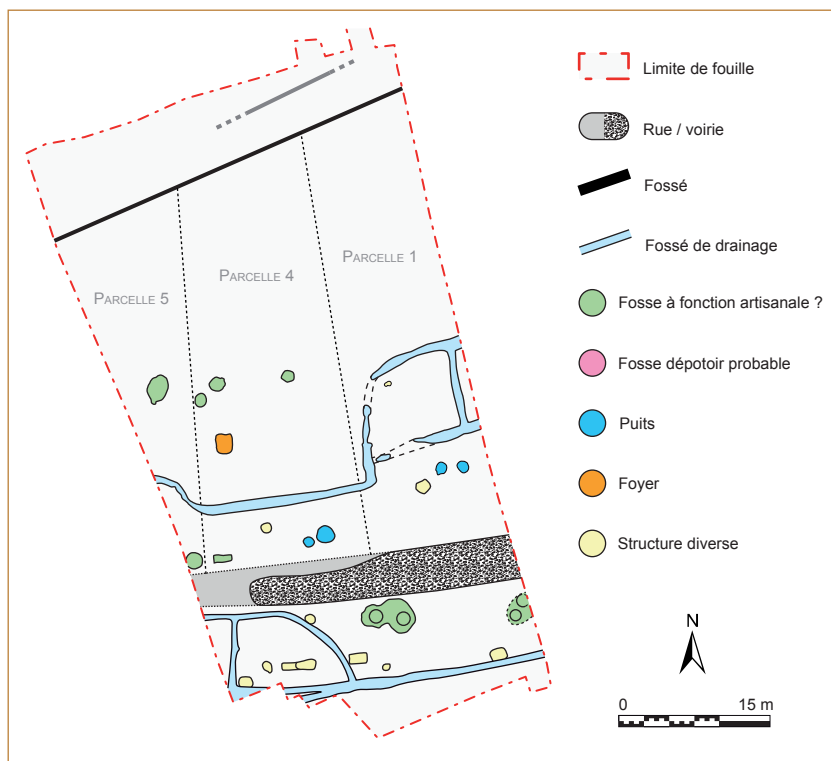 Limite de fouille
Rue / voirie
Fossé
Fossé de drainage
Fosse à fonction artisanale ?
Fosse dépotoir probable
Puits
Foyer
Structure diverse
N
0 15 m
PARCELLE 1
PARCELLE 4
PARCELLE 5